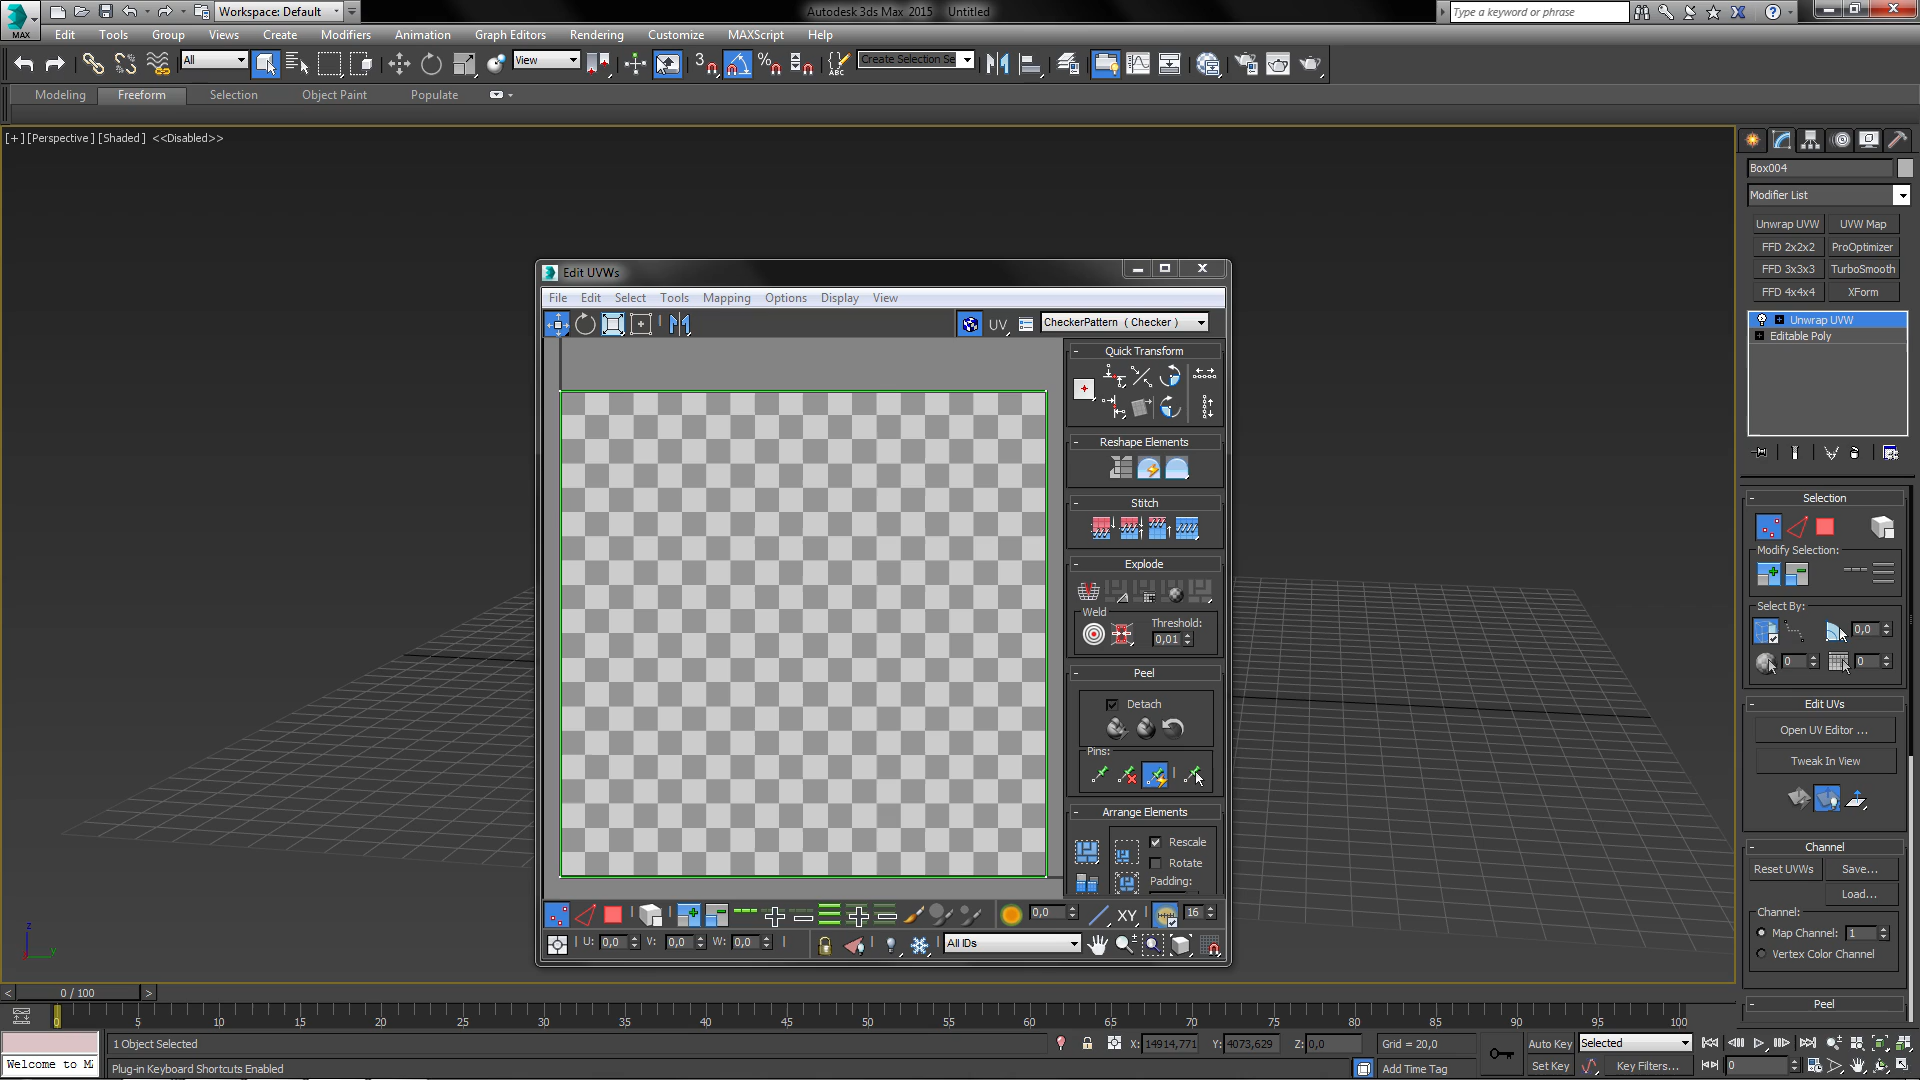 MAX
Workspace: Default
Autodesk 3ds Max 2015
Untitled
Type a keyword or phrase
Edit
Tools
Group
Views
Create
Modifiers
Animation
Graph Editors
Rendering
Customize
MAXScript
Help
All
View
3
%
ABC
Create Selection Se
Modeling
Freeform
Selection
Object Paint
Populate
[+] [Perspective] [Shaded] <<Disabled>>
Box004
Modifier List
Unwrap UVW
UVW Map
FFD 2x2x2
ProOptimizer
FFD 3x3x3
TurboSmooth
FFD 4x4x4
XForm
Unwrap UVW
Editable Poly
Selection
Modify Selection:
Select By:
0,0
0
0
Edit UVs
Open UV Editor ...
Tweak In View
Channel
Reset UVWs
Save...
Load...
Channel:
Map Channel:
1
Vertex Color Channel
Peel
Edit UVWs
File
Edit
Select
Tools
Mapping
Options
Display
View
UV
CheckerPattern ( Checker )
Quick Transform
Reshape Elements
Stitch
Explode
Weld
Threshold:
0,01
Peel
Detach
Pins:
Arrange Elements
Rescale
Rotate
Padding:
0,0
XY
16
U:
0,0
V:
0,0
W:
0,0
All IDs
z
y
0 / 100
0
5
10
15
20
25
30
35
40
45
50
55
60
65
70
75
80
85
90
95
100
1 Object Selected
X:
14914,771
Y:
4073,629
Z:
0,0
Grid = 20,0
Auto Key
Selected
Welcome to M
Plug-in Keyboard Shortcuts Enabled
Add Time Tag
Set Key
Key Filters...
0